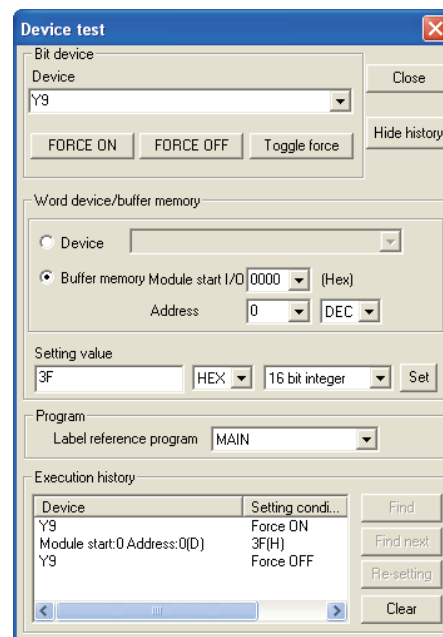 Device test
Bit device
Device
Close
Y9
FORCE ON FORCE OFF Toggle force
Hide history
Word device/buffer memory
Device
Buffer memory Module start I/O 0000 (Hex)
Address 0 DEC
Setting value
3F HEX 16 bit integer Set
Program
Label reference program MAIN
Execution history
Device Setting condi...
Y9 Force ON
Module start:0 Address:0(D) 3F(H)
Y9 Force OFF
Find
Find next
Re-setting
Clear